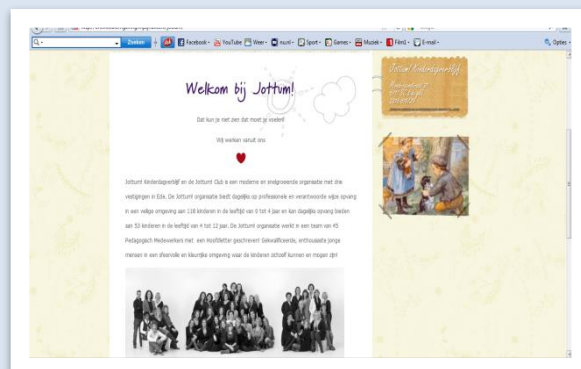 Zoeken
Facebook
YouTube
Weer
nu.nl
Sport
Games
Muziek
Film1
E-mail
Opties
Welkom bij Jottum!
Dat kun je niet zien dat moet je voelen!
Wij werken vanuit ons
Jottum! Kinderdagverblijf
Jottum! Kinderdagverblijf en de Jottum! Club is een moderne en snelgroeiende organisatie met drie
vestigingen in Ede. De Jottum! organisatie biedt dagelijks op professionele en verantwoorde wijze opvang
in een veilige omgeving aan 118 kinderen in de leeftijd van 0 tot 4 jaar en kan dagelijks opvang bieden
aan 53 kinderen in de leeftijd van 4 tot 12 jaar. De Jottum! organisatie werkt in een team van 45
Pedagogisch Medewerkers met een Hoofdletter geschreven! Gekwalificeerde, enthousiaste jonge
mensen in een sfeervolle en kleurrijke omgeving waar de kinderen zichzelf kunnen en mogen zijn!